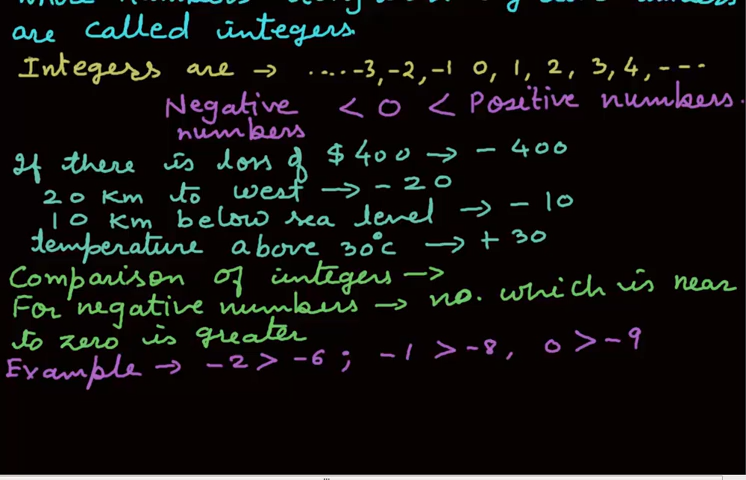 are called integers.
Integers are → .....-3, -2, -1 0, 1, 2, 3, 4, ---
Negative numbers < 0 < Positive numbers.
If there is loss of $400 → - 400
20 Km to west → - 20
10 Km below sea level → - 10
temperature above 30°c → + 30
Comparison of integers →
For negative numbers → no. which is near
to zero is greater
Example → -2 > -6 ; -1 > -8, 0 > -9